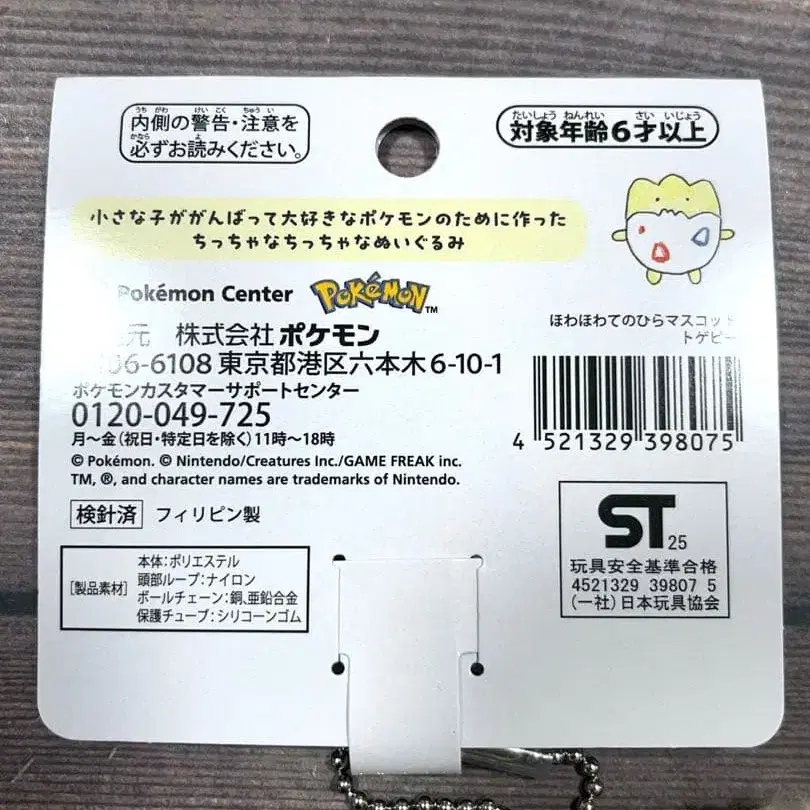 内側の警告・注意を
必ずお読みください。
対象年齢6才以上
小さな子ががんばって大好きなポケモンのために作った
ちっちゃなちっちゃなぬいぐるみ
Pokémon Center POKéMON TM
元 株式会社ポケモン
06-6108 東京都港区六本木6-10-1
ポケモンカスタマーサポートセンター
0120-049-725
月〜金(祝日・特定日を除く)11時〜18時
© Pokémon. © Nintendo/Creatures Inc./GAME FREAK inc.
TM, ®, and character names are trademarks of Nintendo.
検針済 フィリピン製
[製品素材]
本体:ポリエステル
頭部ループ:ナイロン
ボールチェーン:銅、亜鉛合金
保護チューブ:シリコーンゴム
ほわほわてのひらマスコット
トゲピー
4 521329 398075
ST 25
玩具安全基準合格
4521329 39807 5
(一社)日本玩具協会